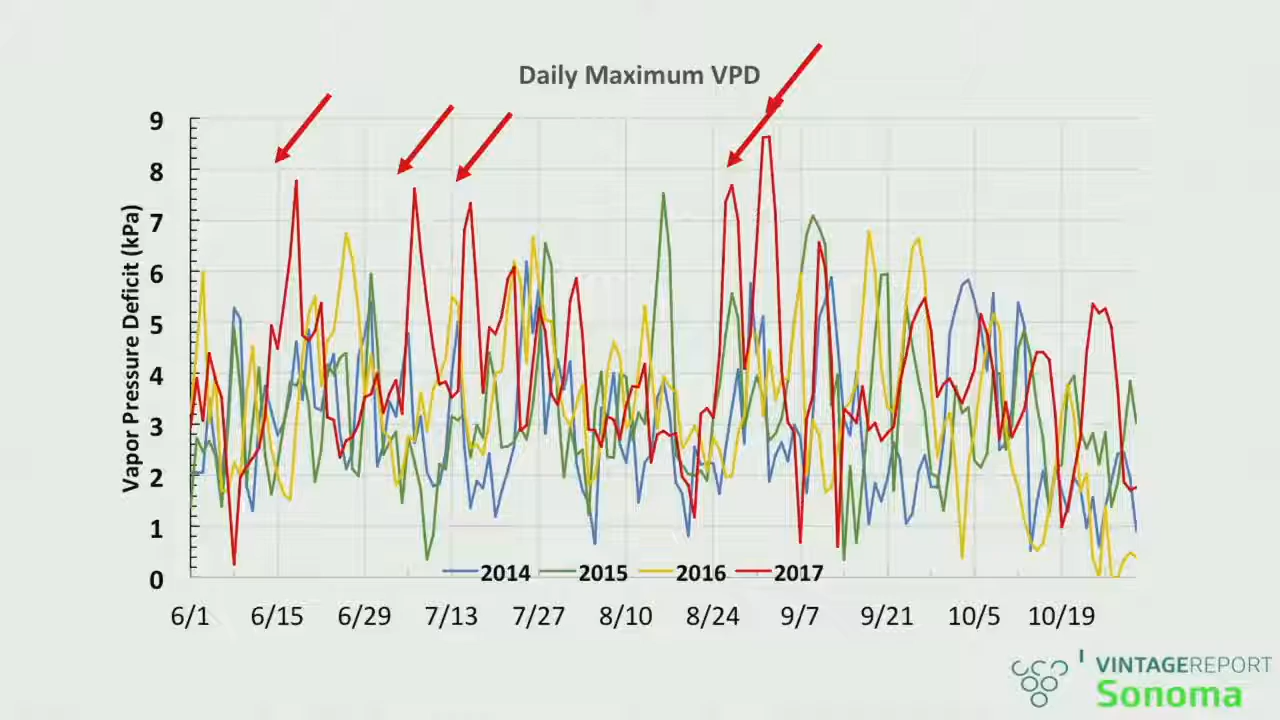 Daily Maximum VPD
Vapor Pressure Deficit (kPa)
9
8
7
6
5
4
3
2
1
0
2014 2015 2016 2017
6/1 6/15 6/29 7/13 7/27 8/10 8/24 9/7 9/21 10/5 10/19
VINTAGEREPORT
Sonoma